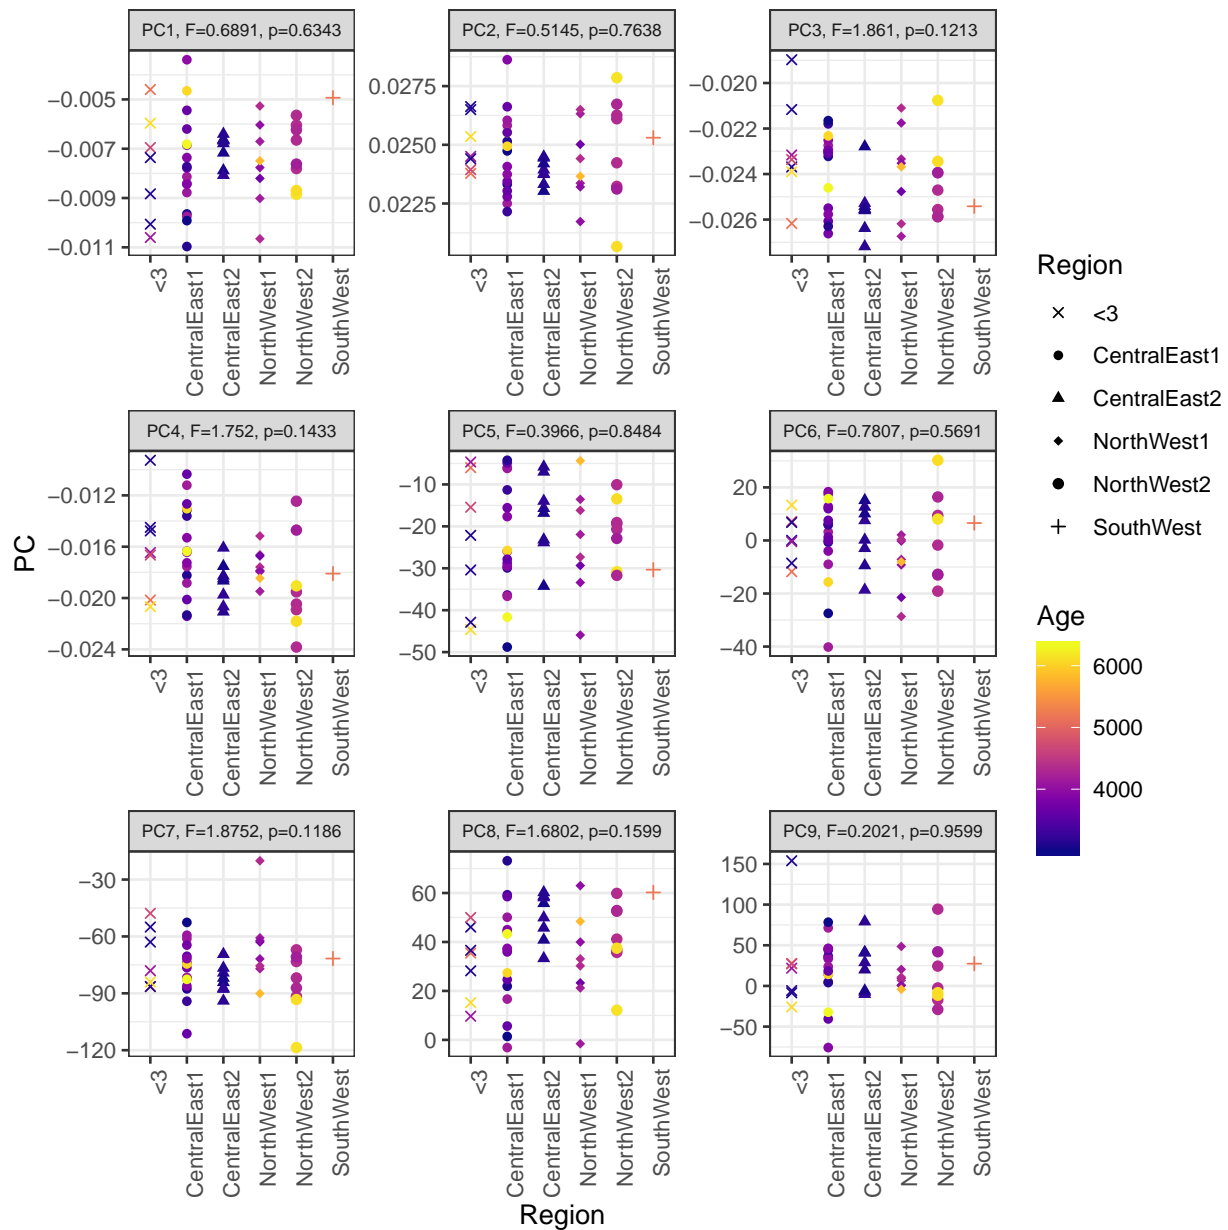 PC1, F=0.6891, p=0.6343
PC2, F=0.5145, p=0.7638
PC3, F=1.861, p=0.1213
−0.005
−0.007
−0.009
−0.011
0.0275
0.0250
0.0225
−0.020
−0.022
−0.024
−0.026
<3
CentralEast1
CentralEast2
NorthWest1
NorthWest2
SouthWest
<3
CentralEast1
CentralEast2
NorthWest1
NorthWest2
SouthWest
<3
CentralEast1
CentralEast2
NorthWest1
NorthWest2
SouthWest
PC4, F=1.752, p=0.1433
PC5, F=0.3966, p=0.8484
PC6, F=0.7807, p=0.5691
−0.012
−0.016
−0.020
−0.024
−10
−20
−30
−40
−50
20
0
−20
−40
<3
CentralEast1
CentralEast2
NorthWest1
NorthWest2
SouthWest
<3
CentralEast1
CentralEast2
NorthWest1
NorthWest2
SouthWest
<3
CentralEast1
CentralEast2
NorthWest1
NorthWest2
SouthWest
PC7, F=1.8752, p=0.1186
PC8, F=1.6802, p=0.1599
PC9, F=0.2021, p=0.9599
−30
−60
−90
−120
60
40
20
0
150
100
50
0
−50
<3
CentralEast1
CentralEast2
NorthWest1
NorthWest2
SouthWest
<3
CentralEast1
CentralEast2
NorthWest1
NorthWest2
SouthWest
<3
CentralEast1
CentralEast2
NorthWest1
NorthWest2
SouthWest
PC
Region
Region
<3
CentralEast1
CentralEast2
NorthWest1
NorthWest2
SouthWest
Age
6000
5000
4000